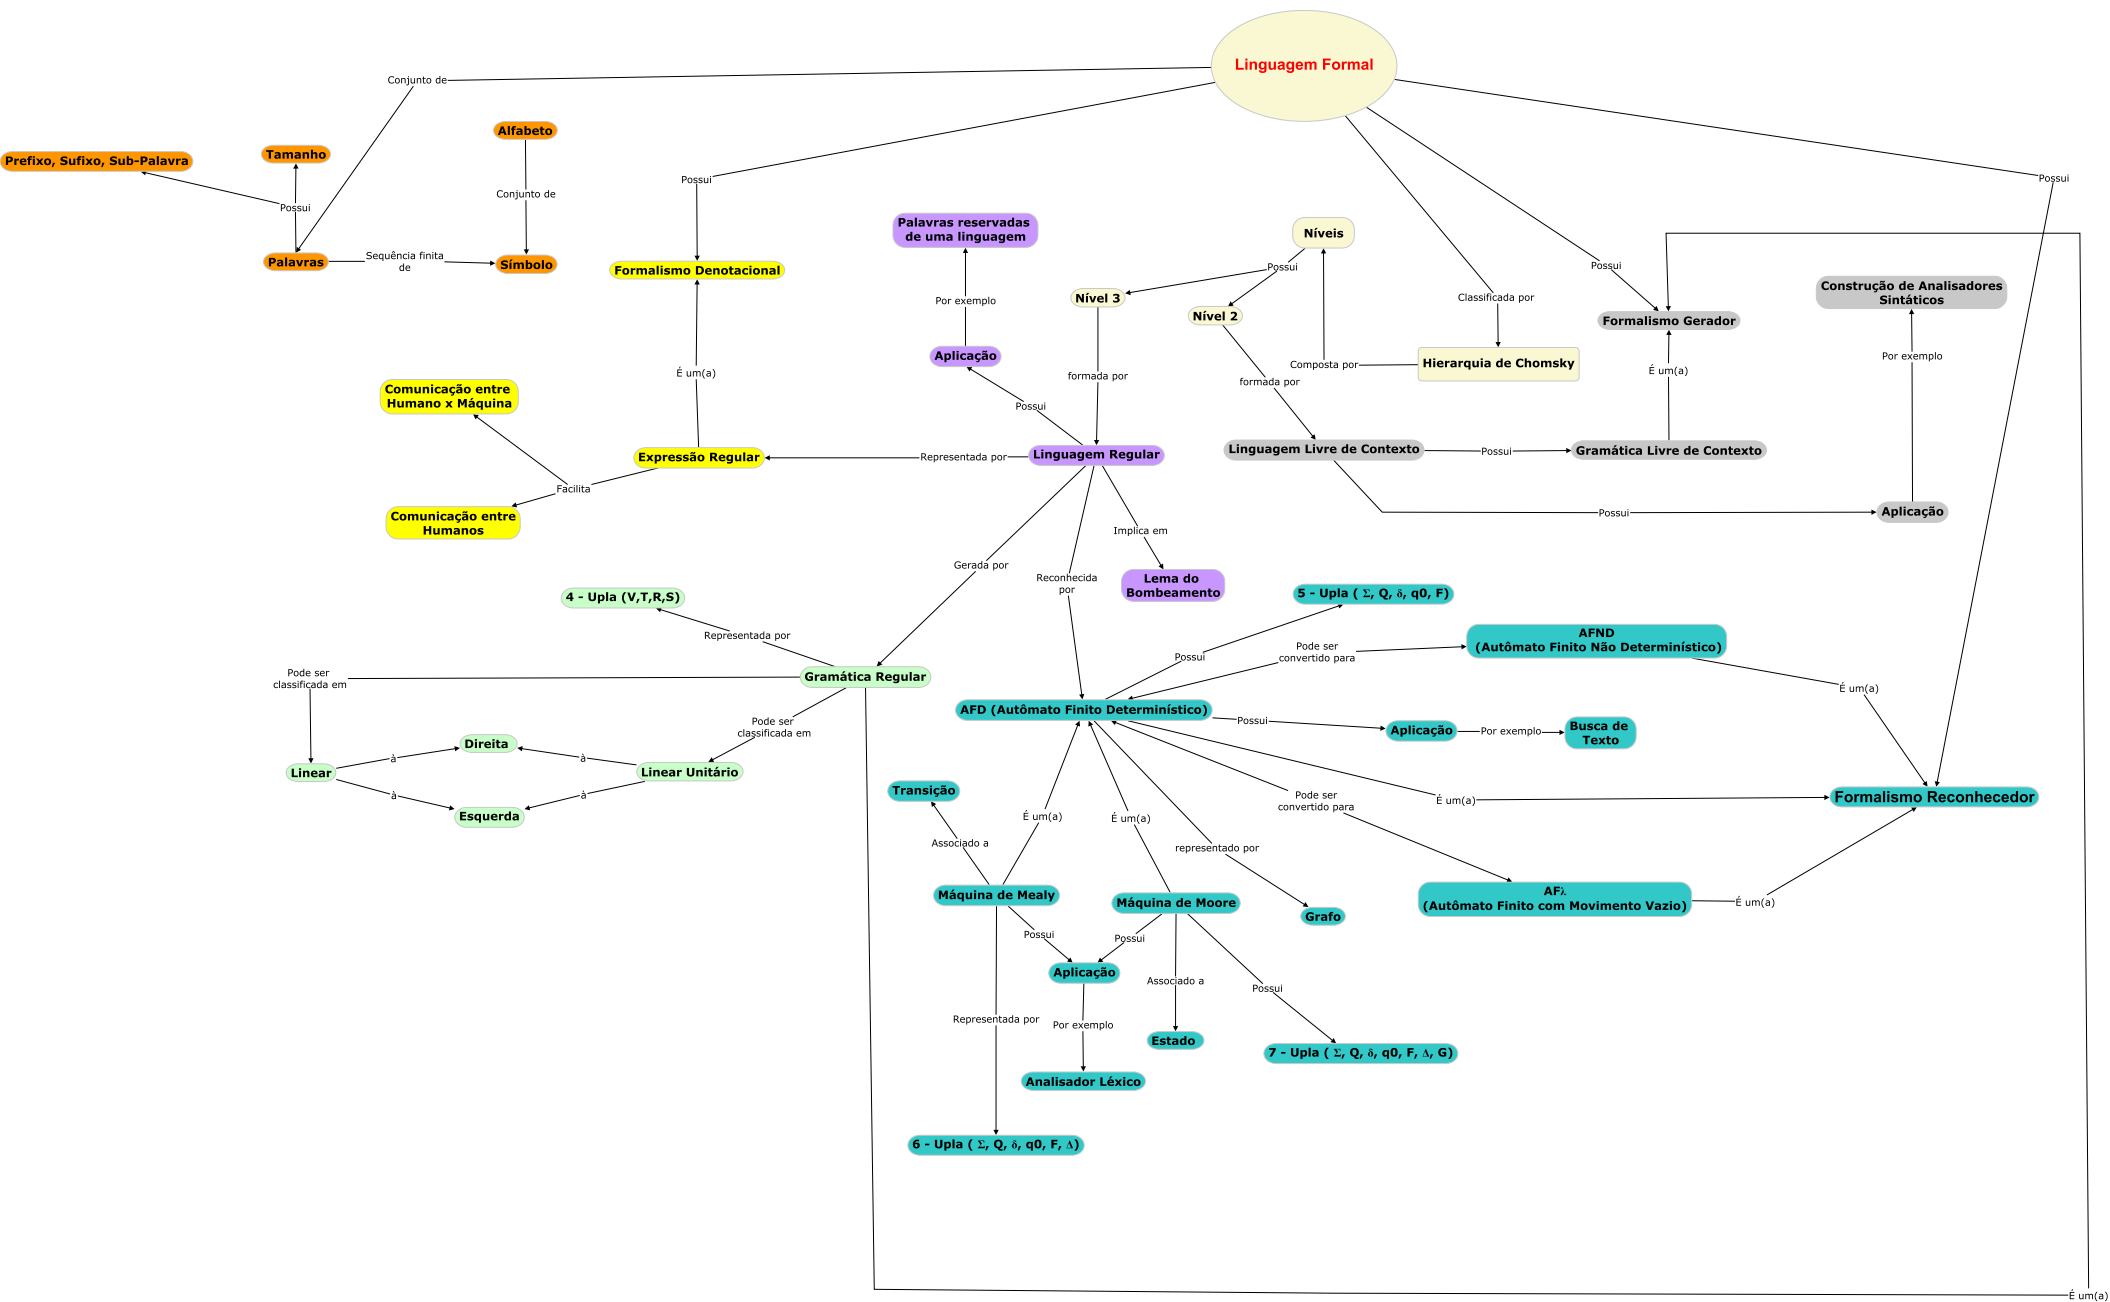 Linguagem Formal
Conjunto de
Alfabeto
Prefixo, Sufixo, Sub-Palavra
Tamanho
Possui
Possui
Conjunto de
Possui
Palavras reservadas
de uma linguagem
Níveis
Palavras
Sequência finita
de
Símbolo
Formalismo Denotacional
Possui
Possui
Construção de Analisadores
Sintáticos
Nível 3
Por exemplo
Classificada por
Nível 2
Formalismo Gerador
Aplicação
Por exemplo
Composta por
Hierarquia de Chomsky
É um(a)
formada por
É um(a)
formada por
Comunicação entre
Humano x Máquina
Possui
Expressão Regular
Representada por
Linguagem Regular
Linguagem Livre de Contexto
Possui
Gramática Livre de Contexto
Facilita
Comunicação entre
Humanos
Possui
Aplicação
Implica em
Gerada por
Reconhecida
por
Lema do
Bombeamento
4 - Upla (V,T,R,S)
5 - Upla ( Σ, Q, δ, q0, F)
Representada por
AFND
(Autômato Finito Não Determinístico)
Pode ser
convertido para
Possui
Pode ser
classificada em
Gramática Regular
É um(a)
AFD (Autômato Finito Determinístico)
Pode ser
classificada em
Possui
Aplicação
Por exemplo
Busca de
Texto
Direita
à
à
Linear
Linear Unitário
à
à
Esquerda
Transição
Pode ser
convertido para
É um(a)
Formalismo Reconhecedor
É um(a)
É um(a)
Associado a
representado por
Máquina de Mealy
Máquina de Moore
AFλ
(Autômato Finito com Movimento Vazio)
É um(a)
Grafo
Possui
Possui
Aplicação
Associado a
Possui
Representada por
Por exemplo
Estado
7 - Upla ( Σ, Q, δ, q0, F, Δ, G)
Analisador Léxico
6 - Upla ( Σ, Q, δ, q0, F, Δ)
É um(a)